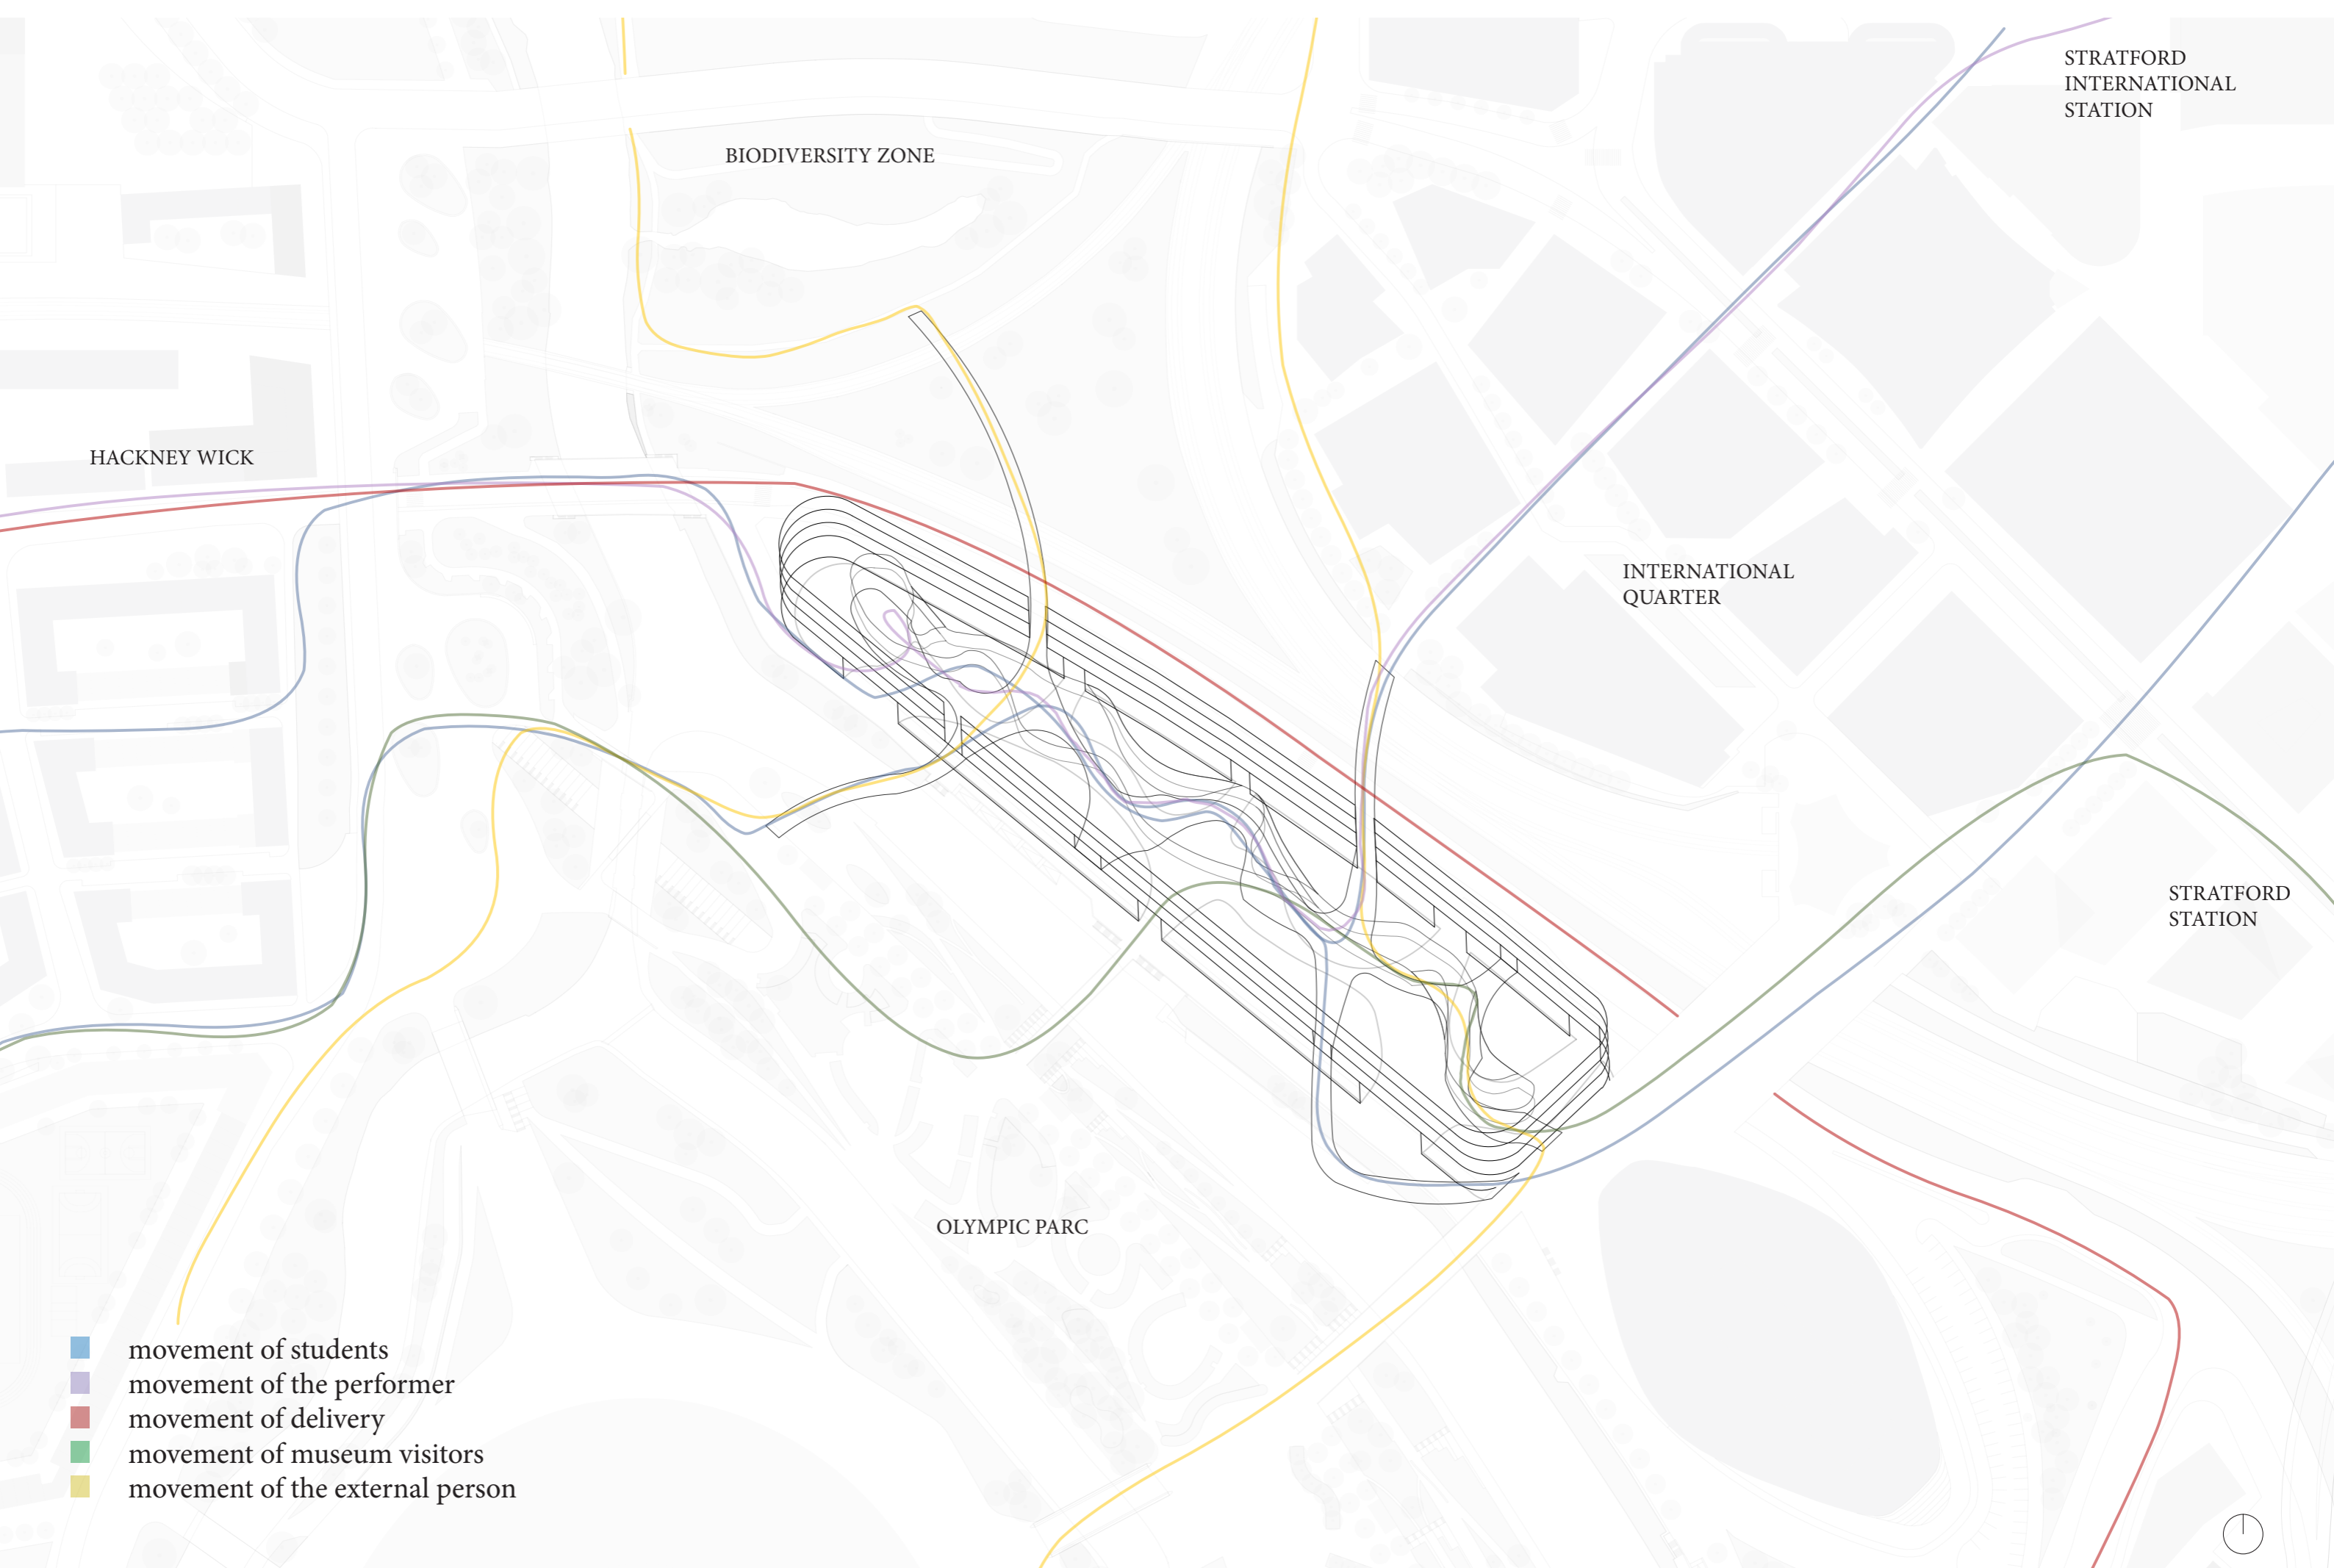 STRATFORD
INTERNATIONAL
STATION
BIODIVERSITY ZONE
HACKNEY WICK
INTERNATIONAL
QUARTER
STRATFORD
STATION
OLYMPIC PARC
movement of students
movement of the performer
movement of delivery
movement of museum visitors
movement of the external person